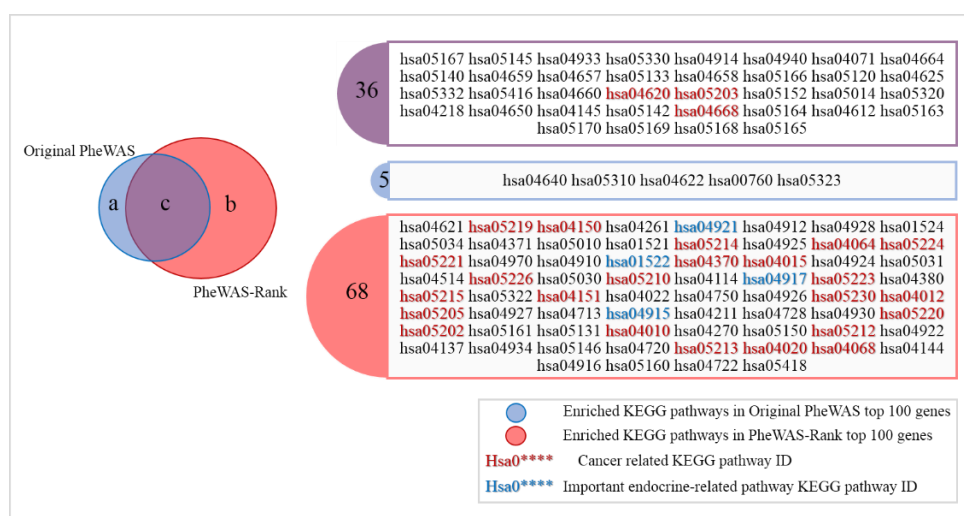 Original PheWAS
a
c
b
PheWAS-Rank
36
hsa05167 hsa05145 hsa04933 hsa05330 hsa04914 hsa04940 hsa04071 hsa04664
hsa05140 hsa04659 hsa04657 hsa05133 hsa04658 hsa05166 hsa05120 hsa04625
hsa05332 hsa05416 hsa04660 hsa04620 hsa05203 hsa05152 hsa05014 hsa05320
hsa04218 hsa04650 hsa04145 hsa05142 hsa04668 hsa05164 hsa04612 hsa05163
hsa05170 hsa05169 hsa05168 hsa05165
5
hsa04640 hsa05310 hsa04622 hsa00760 hsa05323
68
hsa04621 hsa05219 hsa04150 hsa04261 hsa04921 hsa04912 hsa04928 hsa01524
hsa05034 hsa04371 hsa05010 hsa01521 hsa05214 hsa04925 hsa04064 hsa05224
hsa05221 hsa04970 hsa04910 hsa01522 hsa04370 hsa04015 hsa04924 hsa05031
hsa04514 hsa05226 hsa05030 hsa05210 hsa04114 hsa04917 hsa05223 hsa04380
hsa05215 hsa05322 hsa04151 hsa04022 hsa04750 hsa04926 hsa05230 hsa04012
hsa05205 hsa04927 hsa04713 hsa04915 hsa04211 hsa04728 hsa04930 hsa05220
hsa05202 hsa05161 hsa05131 hsa04010 hsa04270 hsa05150 hsa05212 hsa04922
hsa04137 hsa04934 hsa05146 hsa04720 hsa05213 hsa04020 hsa04068 hsa04144
hsa04916 hsa05160 hsa04722 hsa05418
Enriched KEGG pathways in Original PheWAS top 100 genes
Enriched KEGG pathways in PheWAS-Rank top 100 genes
Hsa0**** Cancer related KEGG pathway ID
Hsa0**** Important endocrine-related pathway KEGG pathway ID